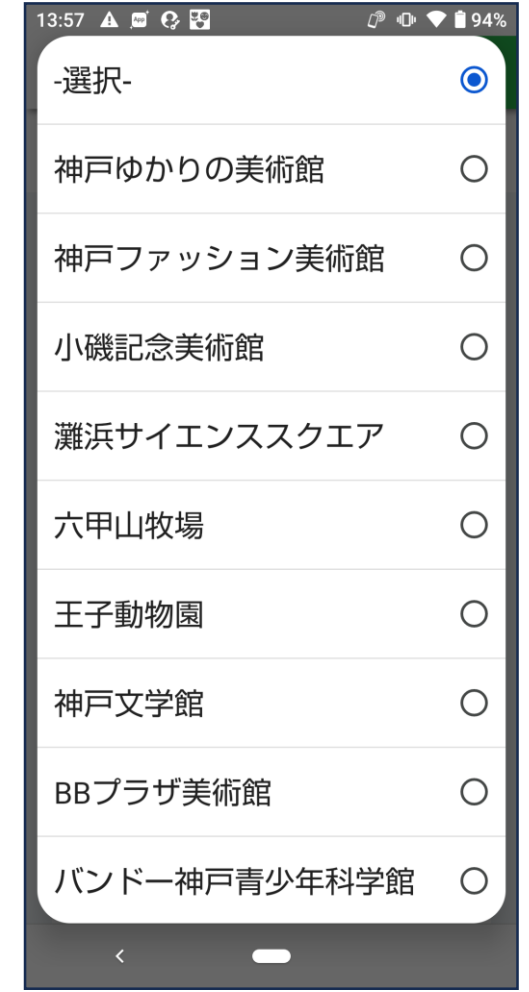 13:57
94%
-選択-
神戸ゆかりの美術館
神戸ファッション美術館
小磯記念美術館
灘浜サイエンススクエア
六甲山牧場
王子動物園
神戸文学館
BBプラザ美術館
バンドー神戸青少年科学館